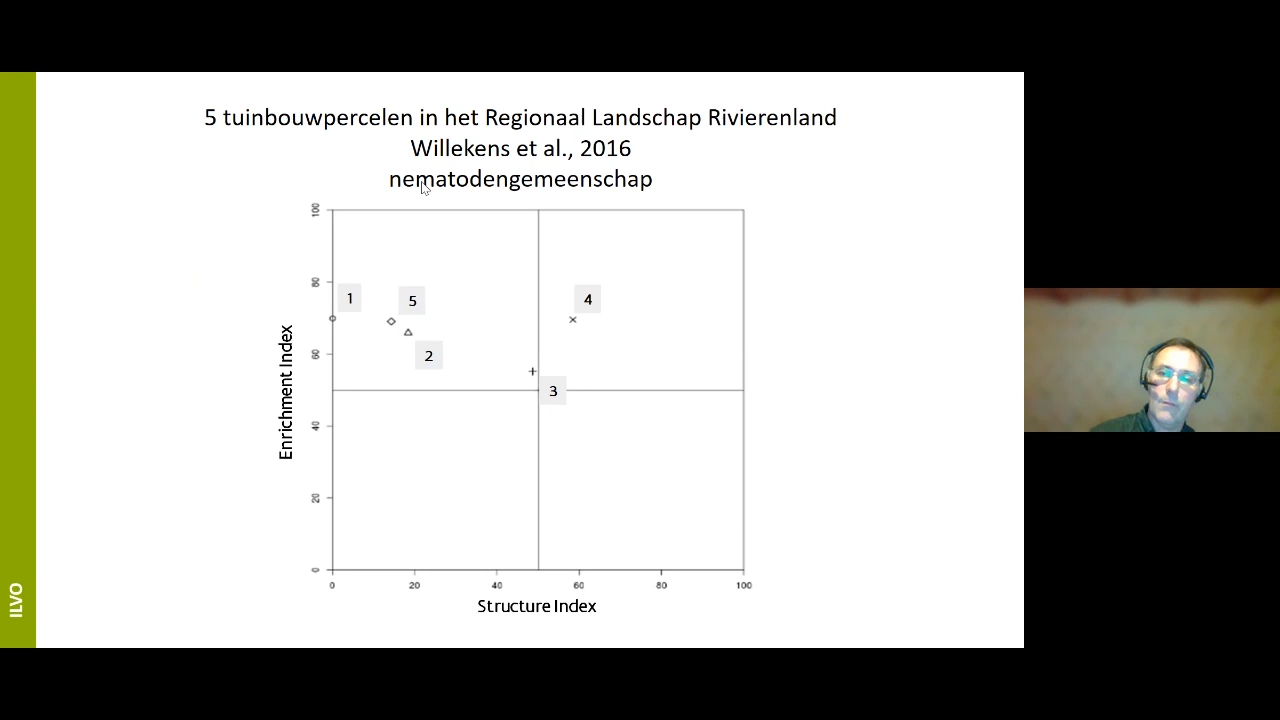 5 tuinbouwpercelen in het Regionaal Landschap Rivierenland
Willekens et al., 2016
nematodengemeenschap
100
80
60
40
20
0
Enrichment Index
1
5
2
4
3
0 20 40 60 80 100
Structure Index
ILVO